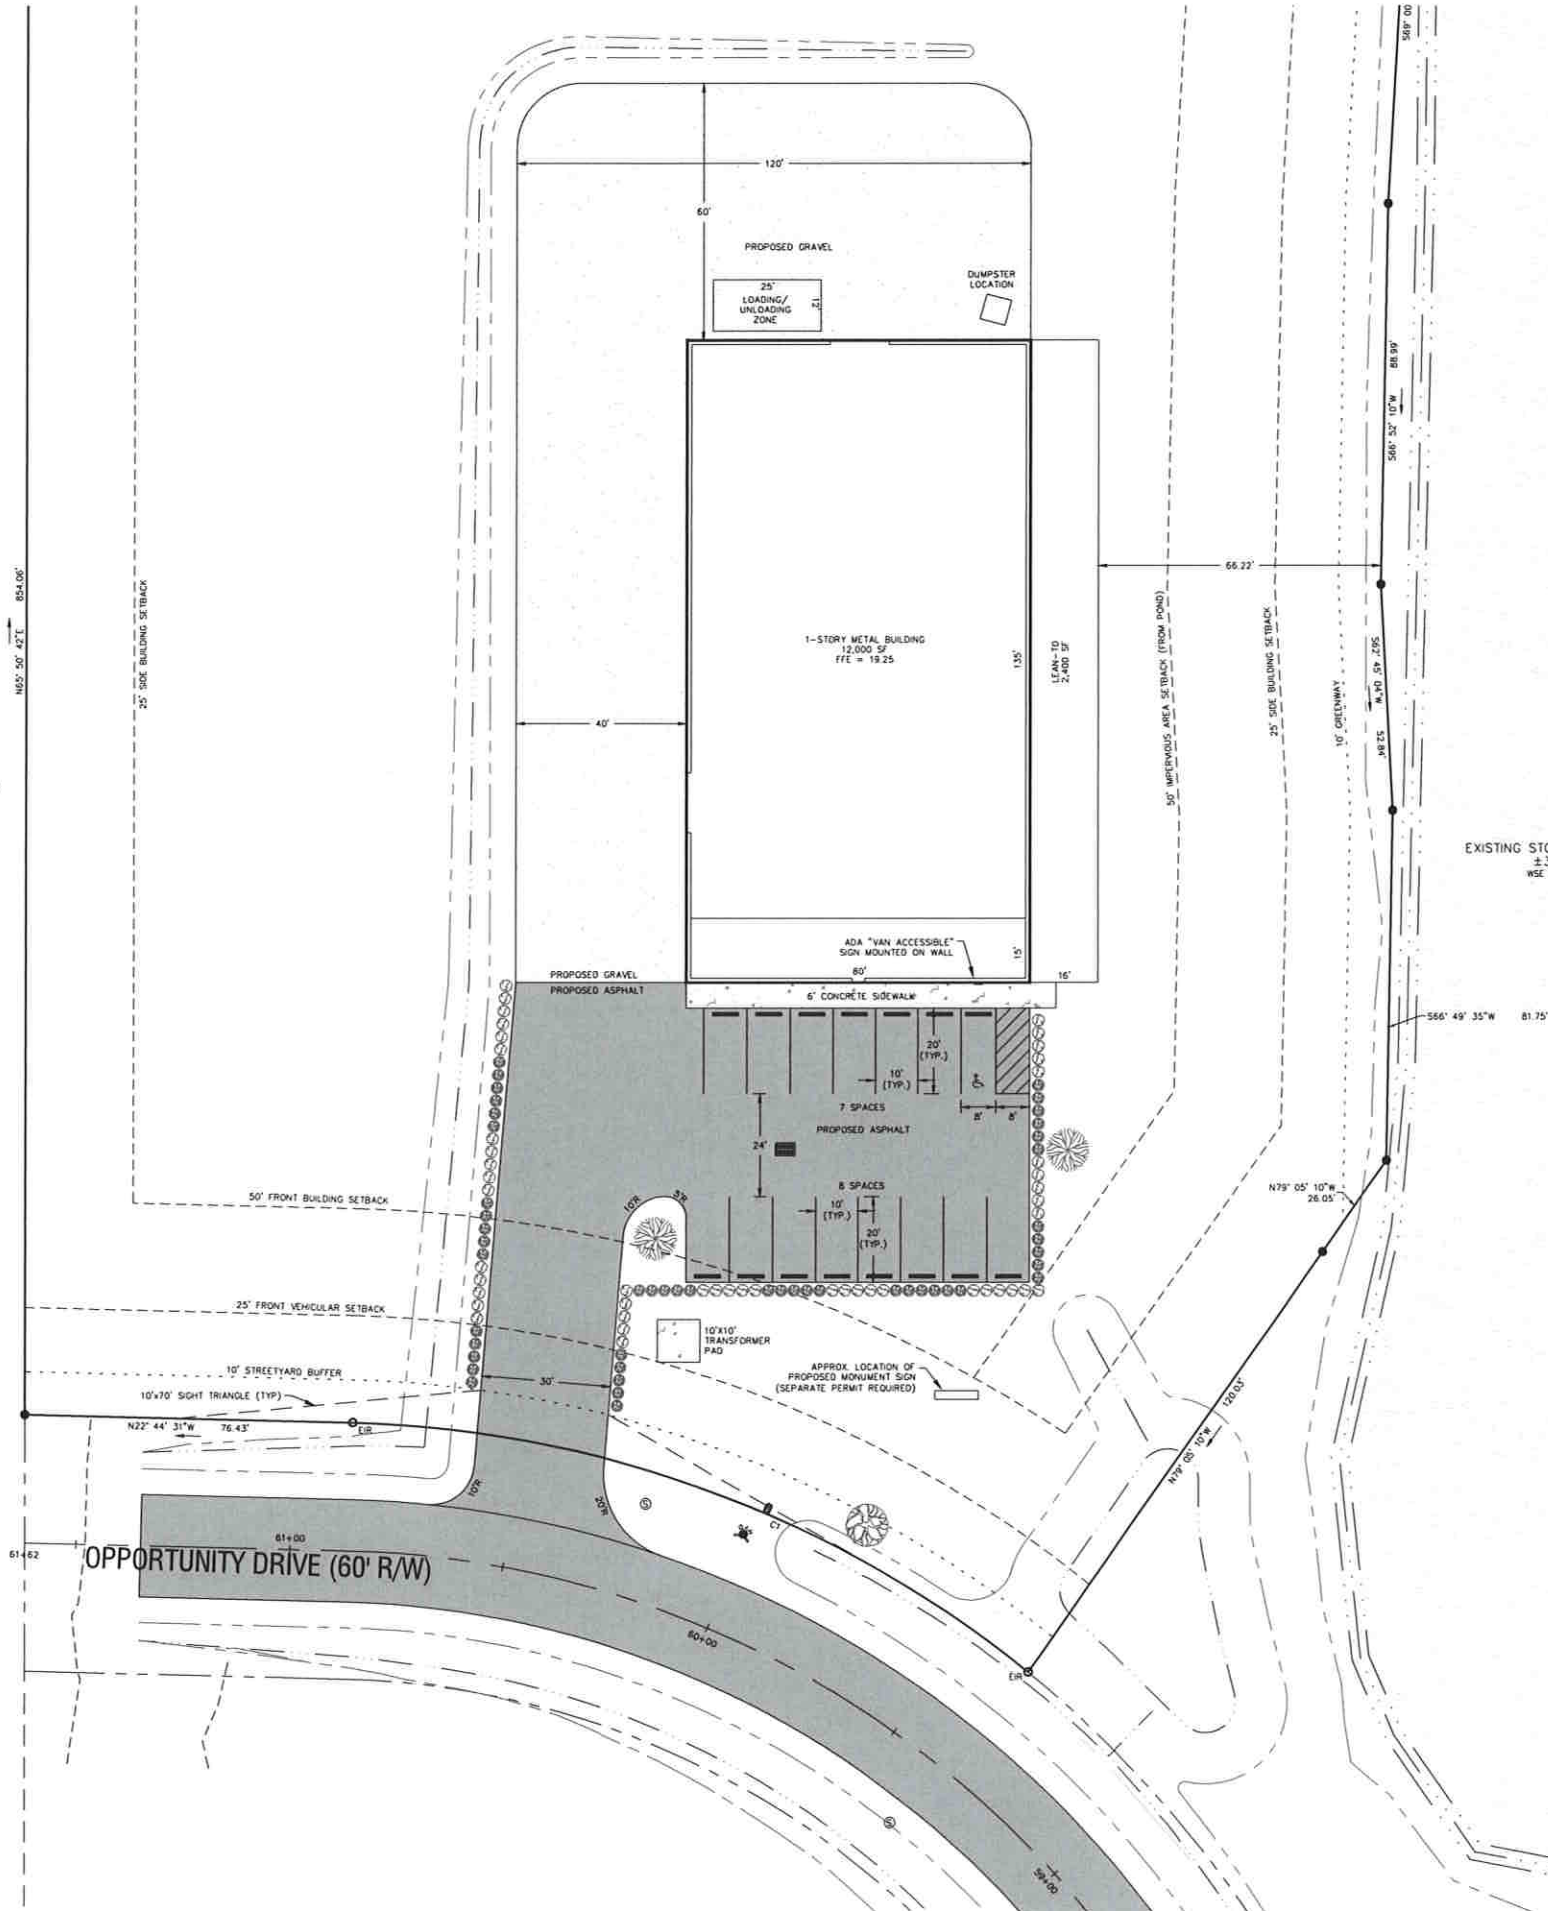 S69° 00
120'
60'
PROPOSED GRAVEL
25'
LOADING/
UNLOADING
ZONE
12'
DUMPSTER
LOCATION
88.99'
S66° 52' 10"W
66.22'
854.06'
N65° 50' 42"E
25' SIDE BUILDING SETBACK
1-STORY METAL BUILDING
12,000 SF
FFE = 19.25
135'
LEAN-TO
2,400 SF
50' IMPERVIOUS AREA SETBACK (FROM POND)
25' SIDE BUILDING SETBACK
10' GREENWAY
S62° 45' 04"W
52.84'
40'
EXISTING STO
WSE
ADA "VAN ACCESSIBLE"
SIGN MOUNTED ON WALL
15'
80'
16'
PROPOSED GRAVEL
PROPOSED ASPHALT
6' CONCRETE SIDEWALK
S66° 49' 35"W 81.75'
20'
(TYP.)
10'
(TYP.)
7 SPACES
8'
8'
PROPOSED ASPHALT
24'
8 SPACES
10'
(TYP.)
20'
(TYP.)
10'R
5'R
N79° 05' 10"W
26.05'
50' FRONT BUILDING SETBACK
25' FRONT VEHICULAR SETBACK
10'X10'
TRANSFORMER
PAD
10' STREETYARD BUFFER
10'x70' SIGHT TRIANGLE (TYP)
30'
APPROX. LOCATION OF
PROPOSED MONUMENT SIGN
(SEPARATE PERMIT REQUIRED)
N22° 44' 31"W 76.43'
EIR
120.03'
N79° 05' 10"W
10'R
20'R
S
C1
61+62
61+00
OPPORTUNITY DRIVE (60' R/W)
60+00
EIR
S
59+00